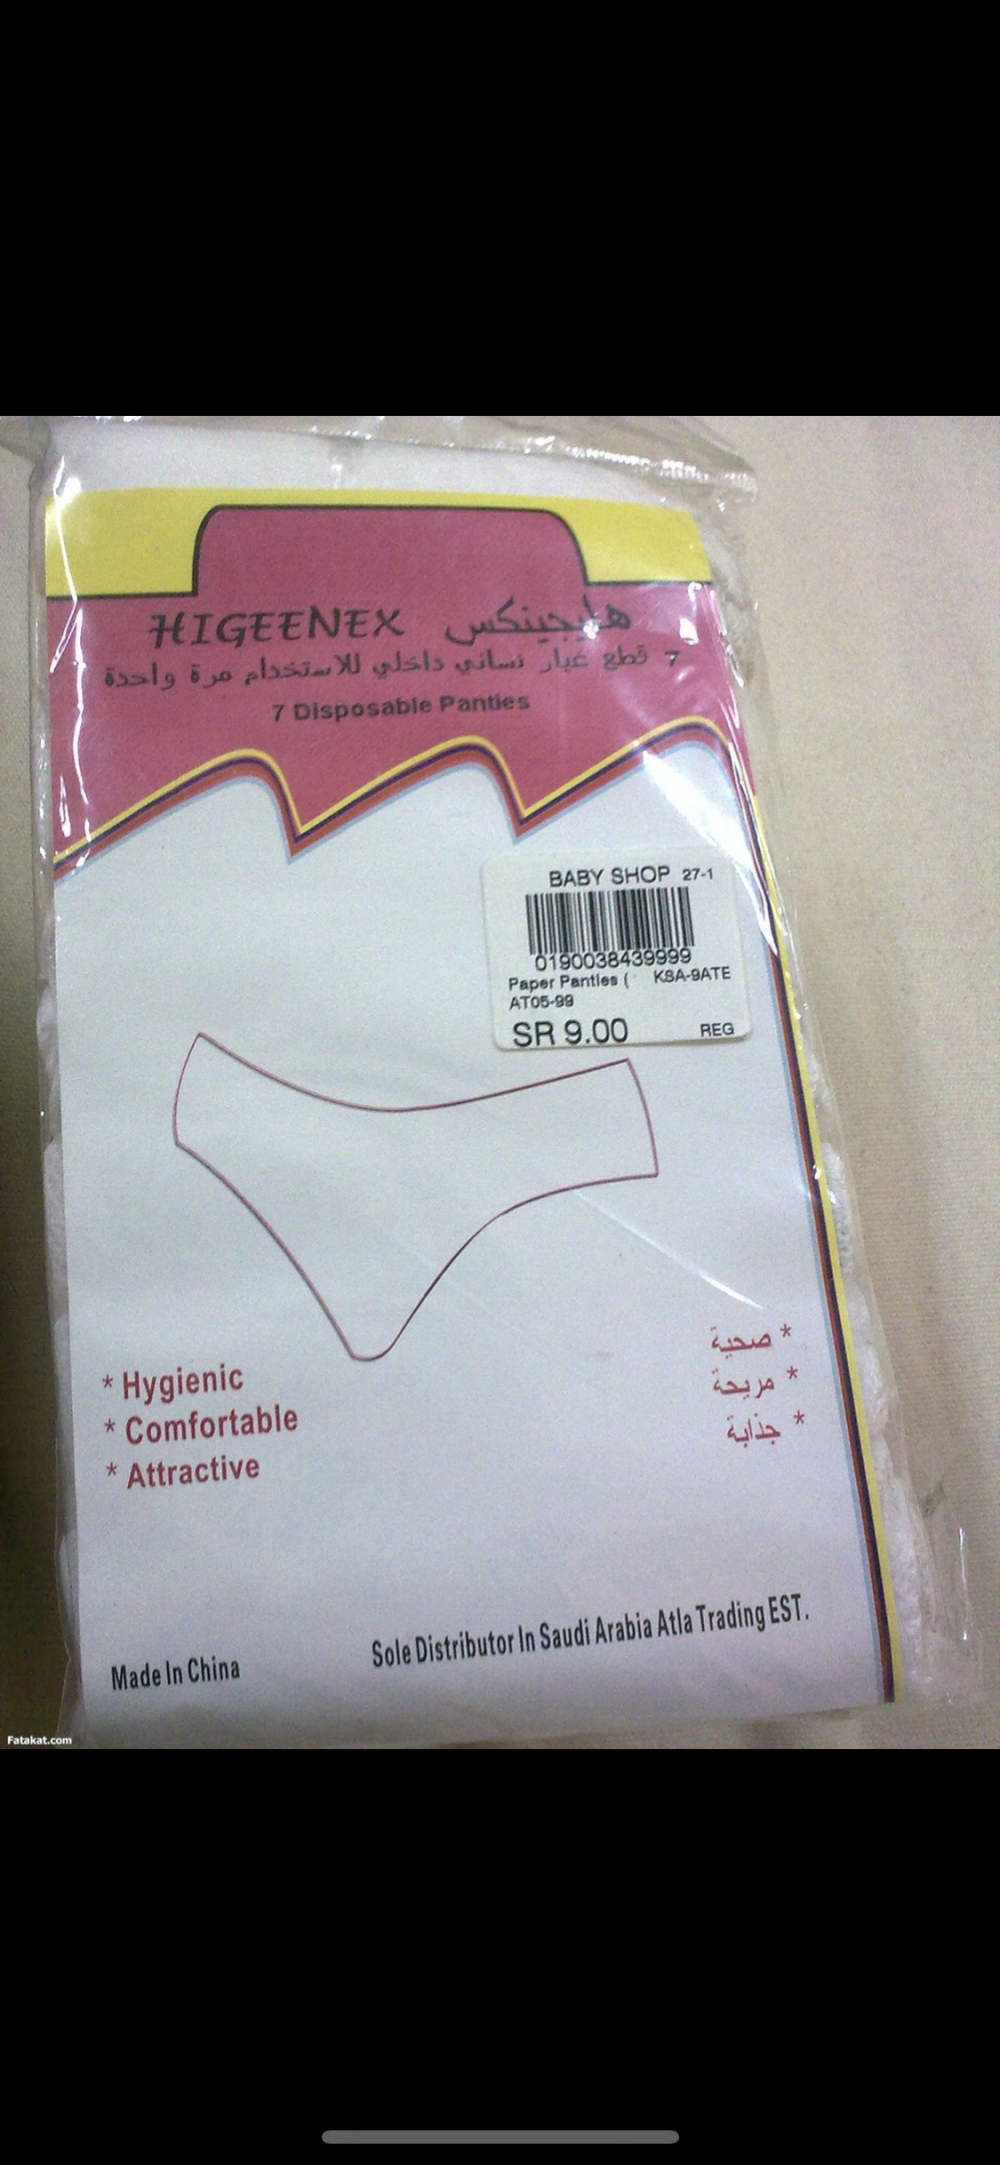 HIGEENEX هايجينكس
7 قطع غيار نسائي داخلي للاستخدام مرة واحدة
7 Disposable Panties
BABY SHOP 27-1
0190038439999
Paper Panties ( KSA-9ATE
AT05-99
SR 9.00 REG
* Hygienic
* Comfortable
* Attractive
* صحية
* مريحة
* جذابة
Made In China
Sole Distributor In Saudi Arabia Atla Trading EST.
Fatakat.com